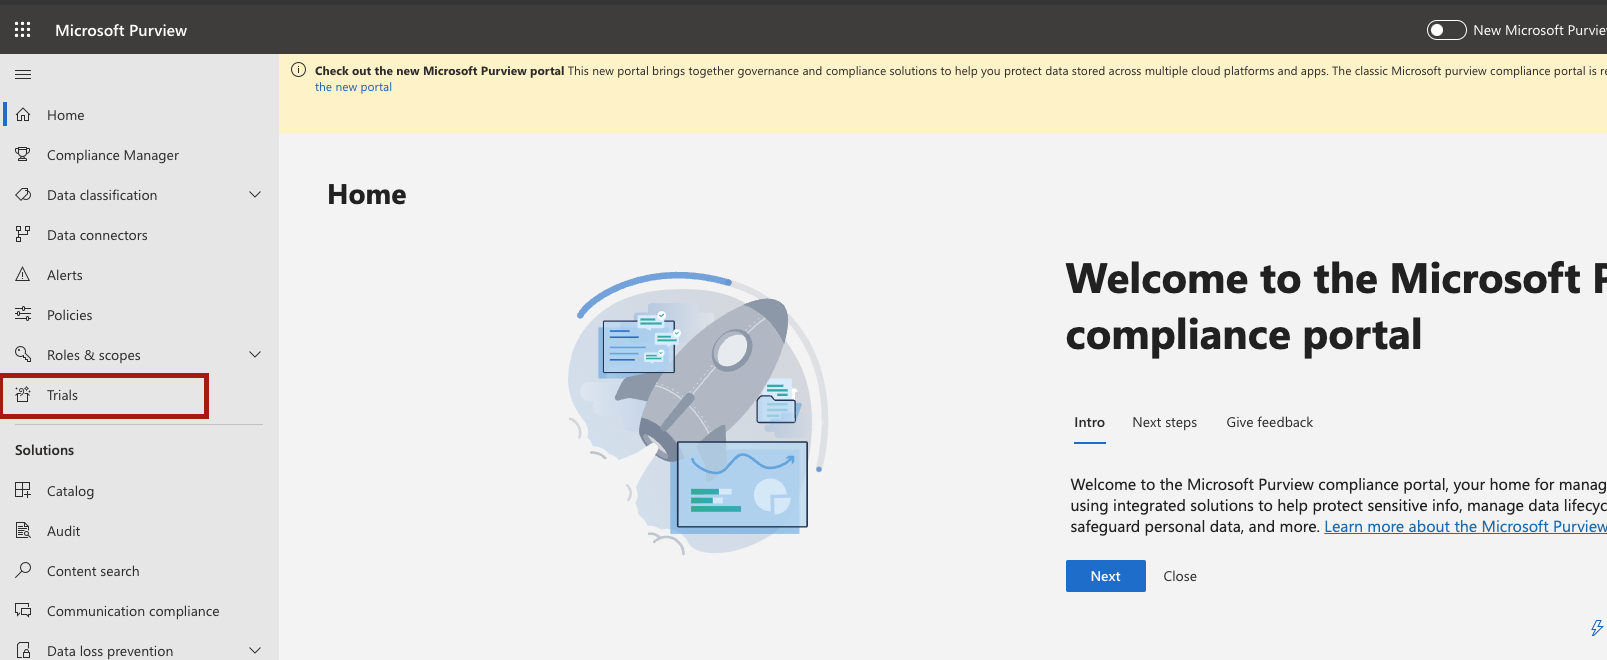 Microsoft Purview
New Microsoft Purvie
Check out the new Microsoft Purview portal This new portal brings together governance and compliance solutions to help you protect data stored across multiple cloud platforms and apps. The classic Microsoft purview compliance portal is re
the new portal
Home
Compliance Manager
Data classification
Data connectors
Alerts
Policies
Roles & scopes
Trials
Solutions
Catalog
Audit
Content search
Communication compliance
Data loss prevention
Home
Welcome to the Microsoft P
compliance portal
Intro Next steps Give feedback
Welcome to the Microsoft Purview compliance portal, your home for manag
using integrated solutions to help protect sensitive info, manage data lifecyc
safeguard personal data, and more. Learn more about the Microsoft Purview
Next Close